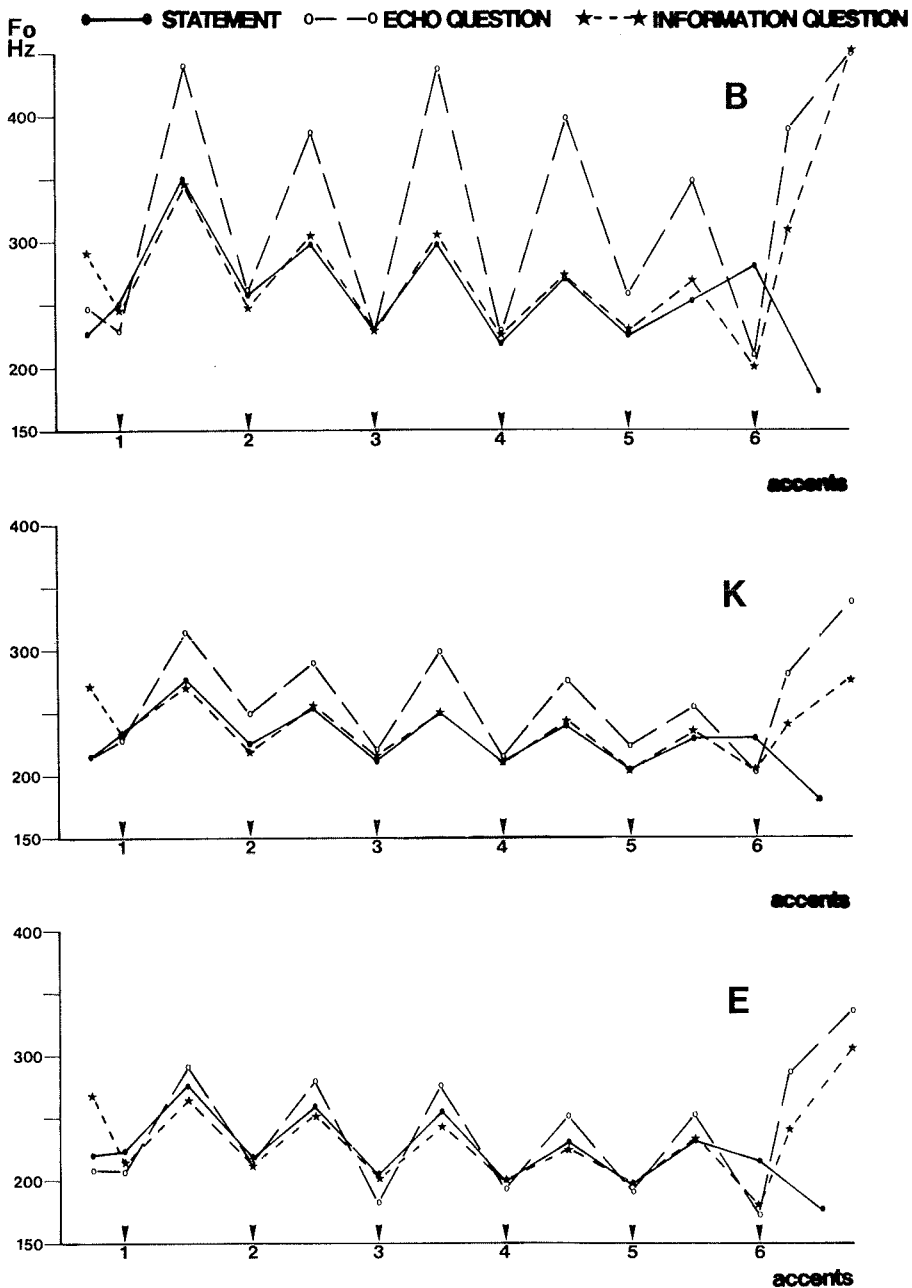 STATEMENT ECHO QUESTION INFORMATION QUESTION
Fo
Hz
B
400
300
200
150
1 2 3 4 5 6
accents
400
K
300
200
150
1 2 3 4 5 6
accents
400
E
300
200
150
1 2 3 4 5 6
accents